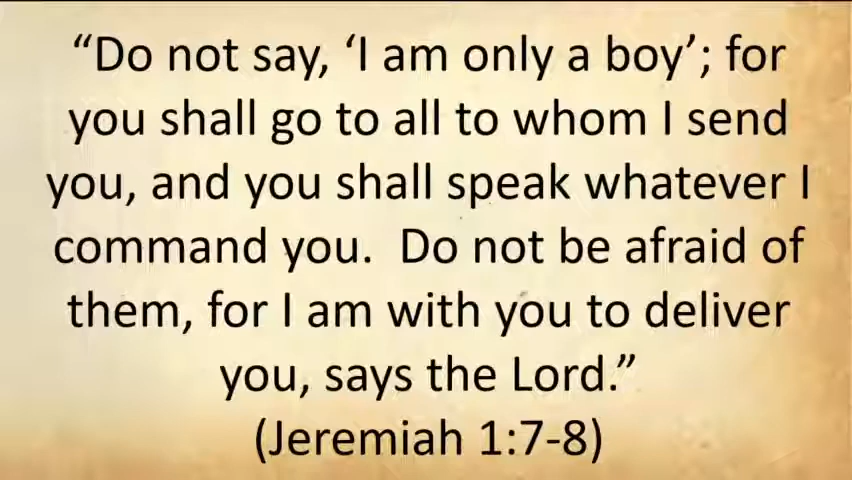 “Do not say, ‘I am only a boy’; for
you shall go to all to whom I send
you, and you shall speak whatever I
command you.  Do not be afraid of
them, for I am with you to deliver
you, says the Lord.”
(Jeremiah 1:7-8)